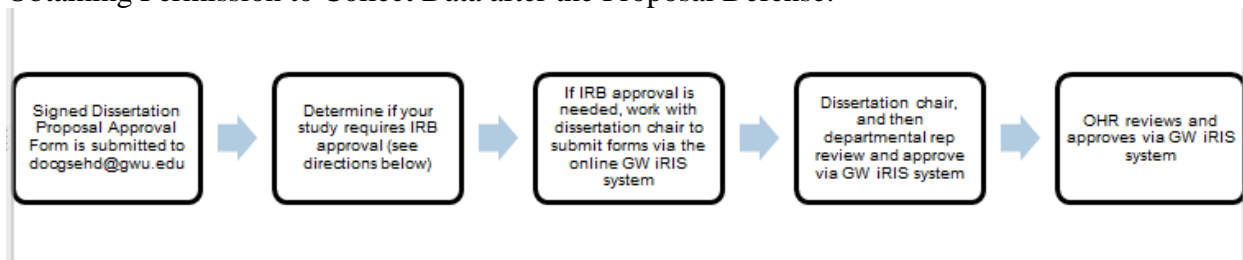 Obtaining Permission to Collect Data after the Proposal Defense:
Signed Dissertation
Proposal Approval
Form is submitted to
docgsehd@gwu.edu
Determine if your
study requires IRB
approval (see
directions below)
If IRB approval is
needed, work with
dissertation chair to
submit forms via the
online GW iRIS
system
Dissertation chair,
and then
departmental rep
review and approve
via GW iRIS system
OHR reviews and
approves via GW iRIS
system